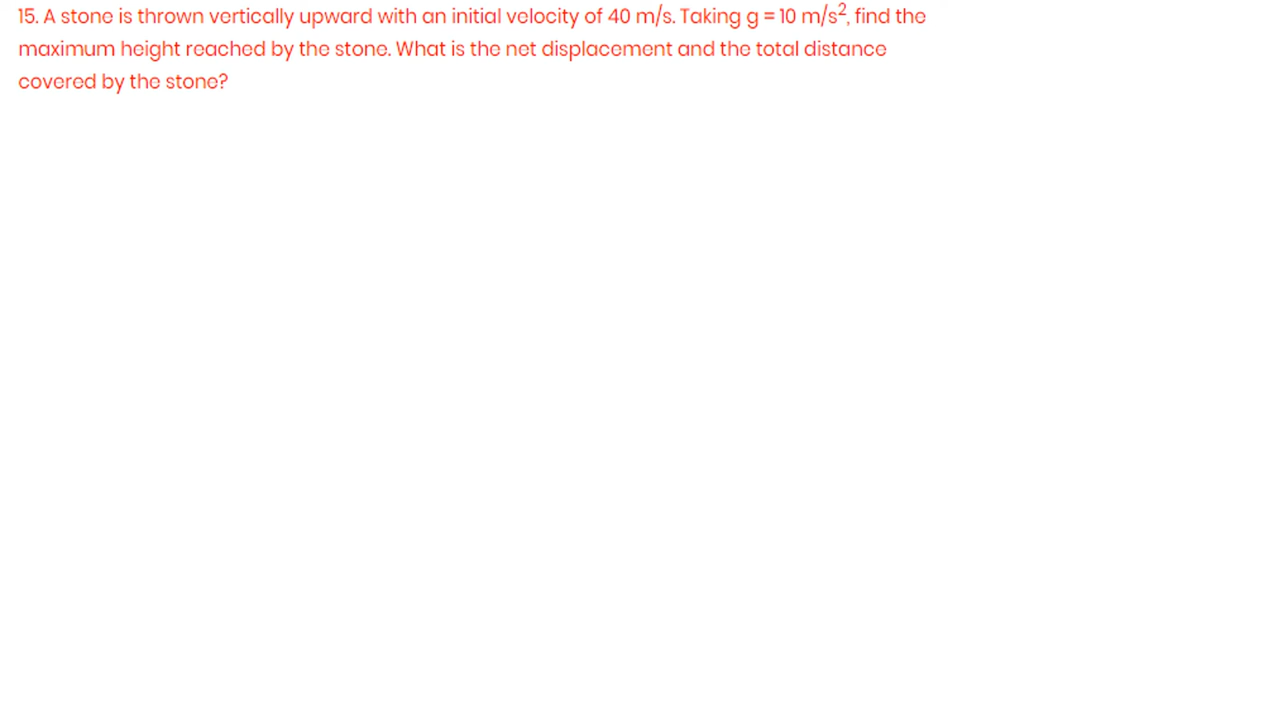 15. A stone is thrown vertically upward with an initial velocity of 40 m/s. Taking g = 10 m/s², find the
maximum height reached by the stone. What is the net displacement and the total distance
covered by the stone?